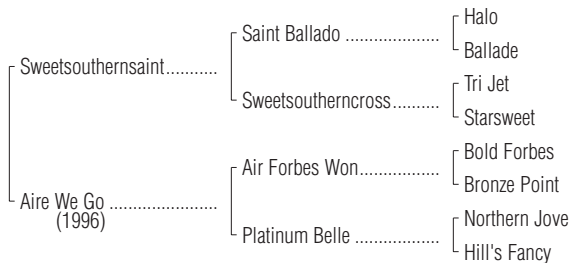 Halo
Saint Ballado ...................
Ballade
Sweetsouthernsaint..........
Tri Jet
Sweetsoutherncross..........
Starsweet
Bold Forbes
Air Forbes Won................
Bronze Point
Aire We Go .....................
(1996)
Northern Jove
Platinum Belle .................
Hill's Fancy